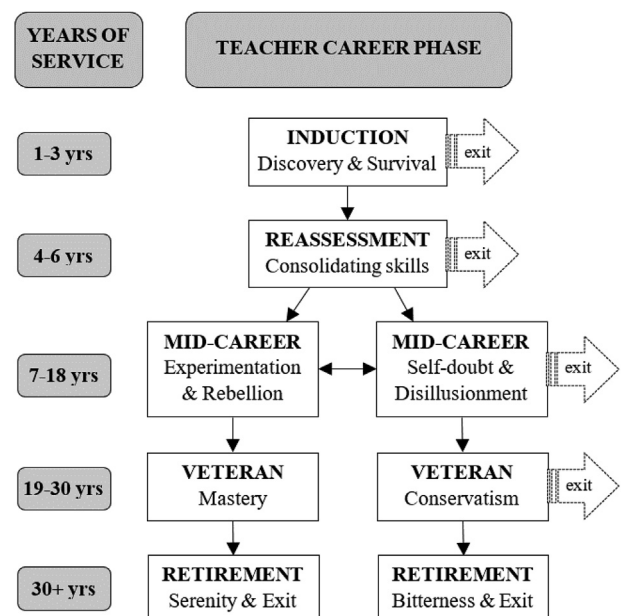 YEARS OF
SERVICE
TEACHER CAREER PHASE
1-3 yrs
INDUCTION
Discovery & Survival
exit
4-6 yrs
REASSESSMENT
Consolidating skills
exit
7-18 yrs
MID-CAREER
Experimentation
& Rebellion
MID-CAREER
Self-doubt &
Disillusionment
exit
19-30 yrs
VETERAN
Mastery
VETERAN
Conservatism
exit
30+ yrs
RETIREMENT
Serenity & Exit
RETIREMENT
Bitterness & Exit